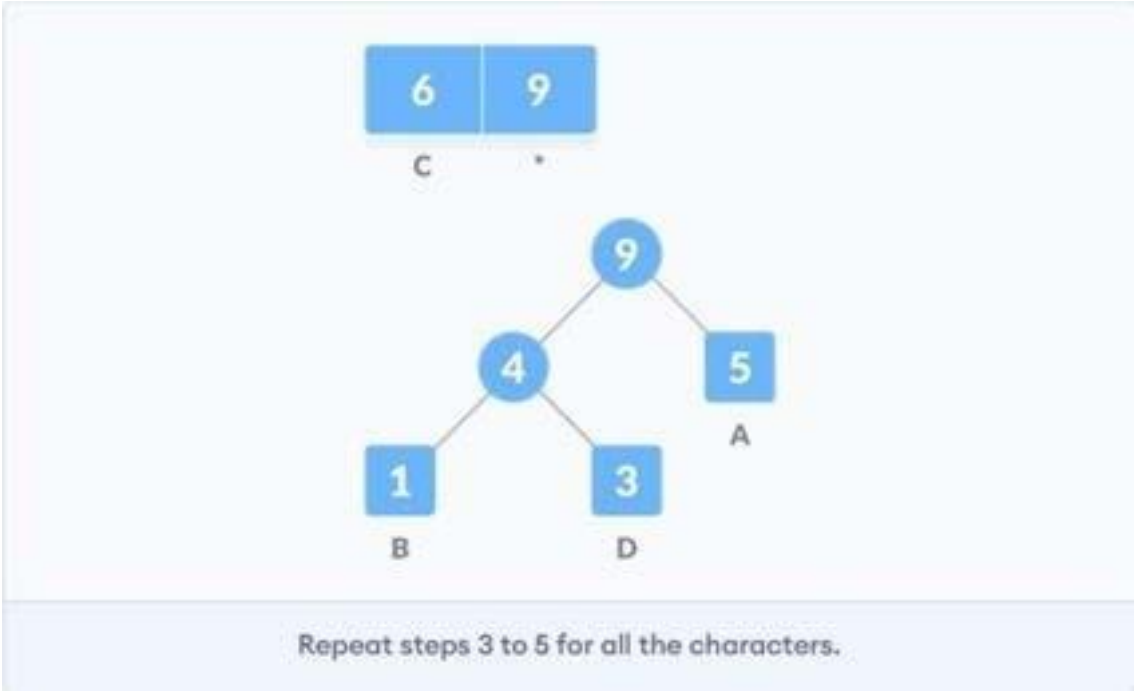 6 9
C *
9
4 5
A
1 3
B D
Repeat steps 3 to 5 for all the characters.